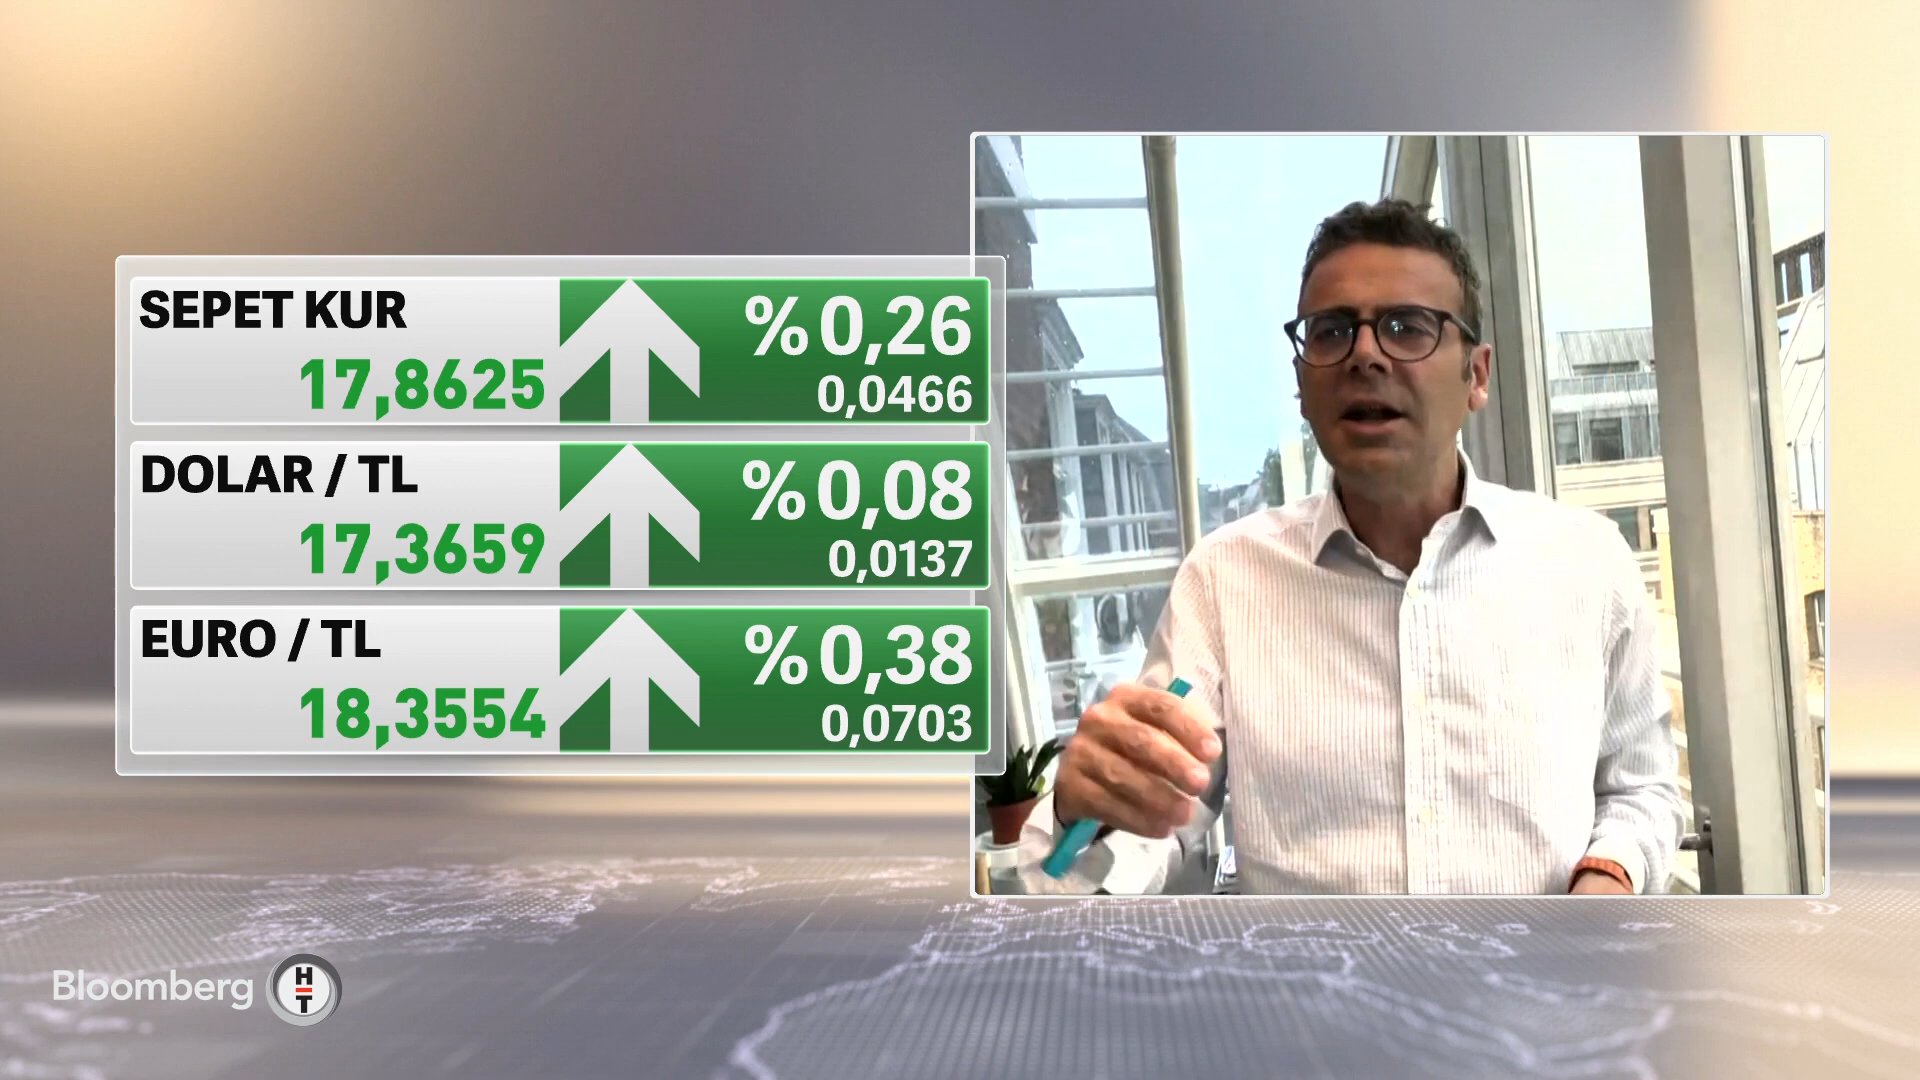 SEPET KUR
17,8625
%0,26
0,0466
DOLAR / TL
17,3659
%0,08
0,0137
EURO / TL
18,3554
%0,38
0,0703
Bloomberg HT